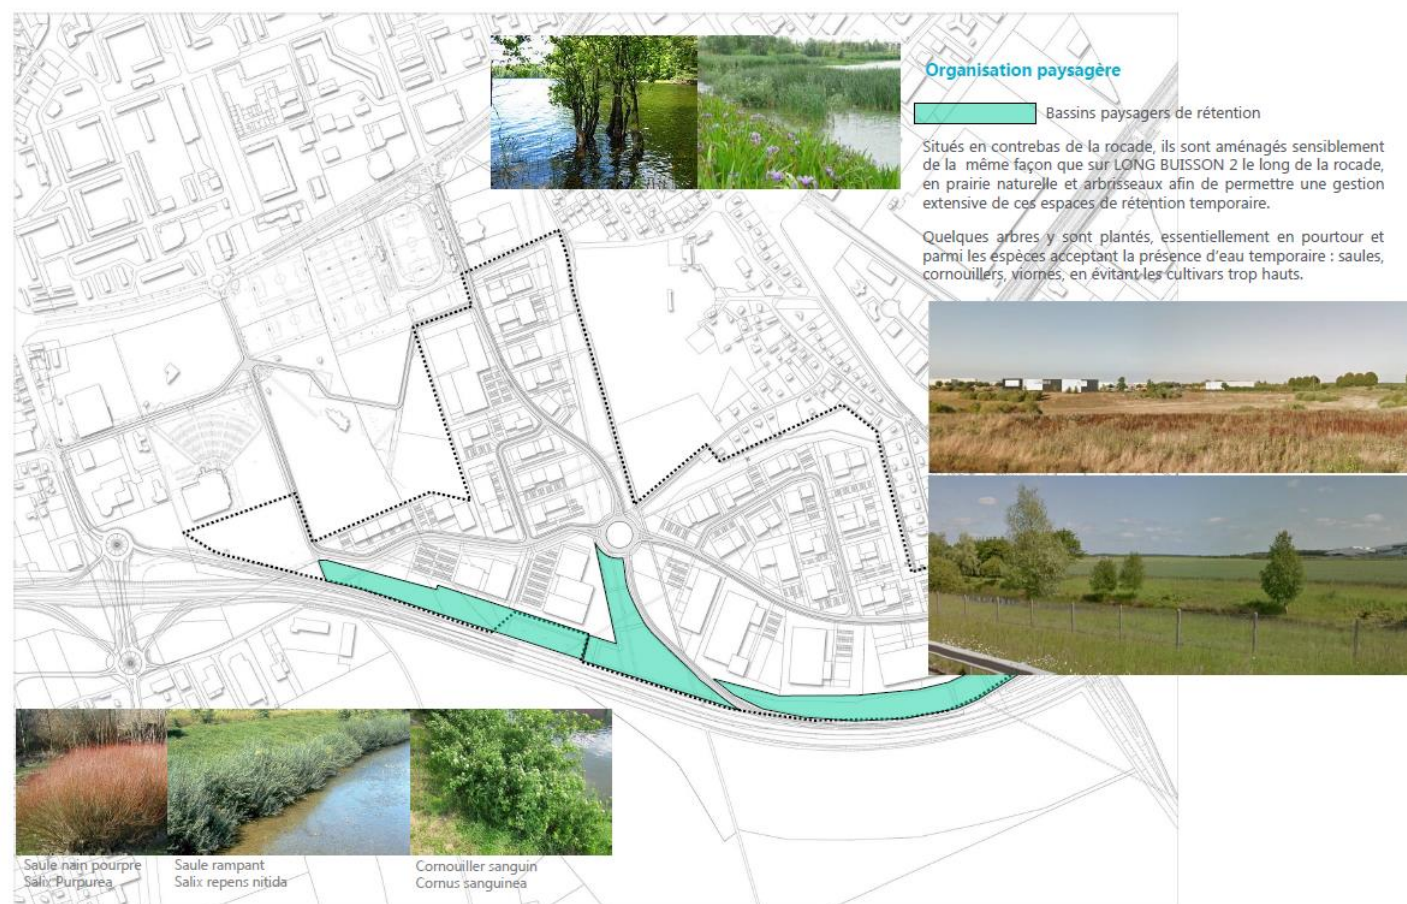 Organisation paysagère
Bassins paysagers de rétention
Situés en contrebas de la rocade, ils sont aménagés sensiblement
de la même façon que sur LONG BUISSON 2 le long de la rocade,
en prairie naturelle et arbrisseaux afin de permettre une gestion
extensive de ces espaces de rétention temporaire.
Quelques arbres y sont plantés, essentiellement en pourtour et
parmi les espèces acceptant la présence d'eau temporaire : saules,
cornouillers, viornes, en évitant les cultivars trop hauts.
Saule nain pourpre
Salix Purpurea
Saule rampant
Salix repens nitida
Cornouiller sanguin
Cornus sanguinea